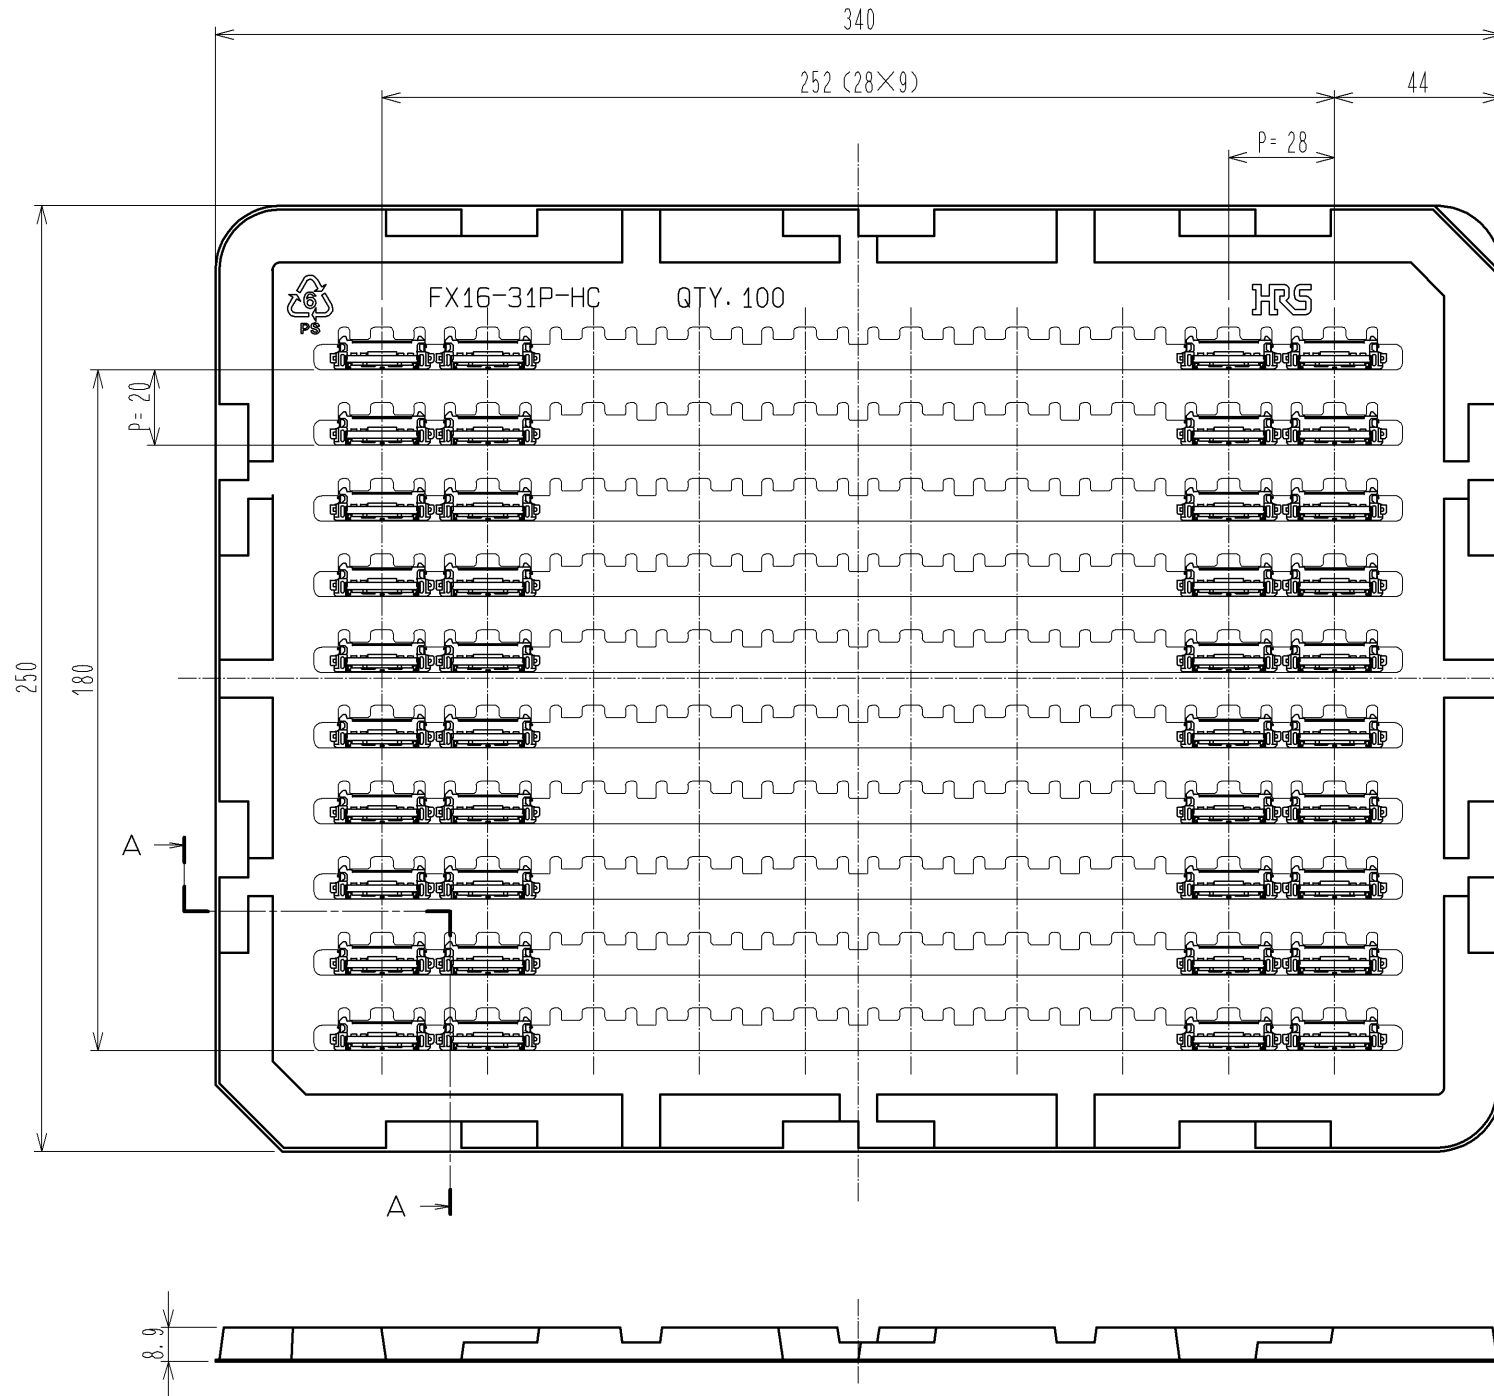 340
252 (28×9)
44
P= 28
6
PS
FX16-31P-HC
QTY. 100
HRS
P= 20
250
180
A
A
8.9